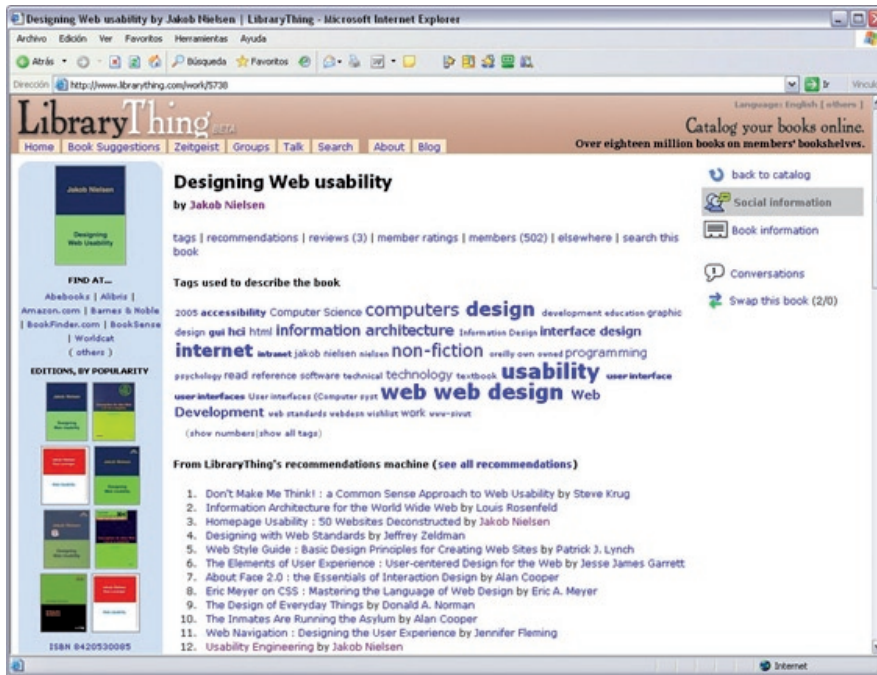 Designing Web usability by Jakob Nielsen | LibraryThing - Microsoft Internet Explorer
Archivo Edición Ver Favoritos Herramientas Ayuda
Atrás Búsqueda Favoritos
Dirección http://www.librarything.com/work/5738 Ir Vínculos
Language: English [ others ]
LibraryThing BETA
Catalog your books online.
Home Book Suggestions Zeitgeist Groups Talk Search About Blog
Over eighteen million books on members' bookshelves.
Jakob Nielsen
Designing
Web Usability
FIND AT...
Abebooks | Alibris |
Amazon.com | Barnes & Noble
| BookFinder.com | BookSense
| Worldcat
( others )
EDITIONS, BY POPULARITY
ISBN 8420530085
Designing Web usability
by Jakob Nielsen
tags | recommendations | reviews (3) | member ratings | members (502) | elsewhere | search this
book
Tags used to describe the book
2005 accessibility Computer Science computers design development education graphic
design gui hci html information architecture Information Design interface design
internet intranet jakob nielsen nielsen non-fiction oreilly own owned programming
psychology read reference software technical technology textbook usability user interface
user interfaces User interfaces (Computer syst web web design Web
Development web standards webdesn wishlist work
(show numbers|show all tags)
From LibraryThing's recommendations machine (see all recommendations)
1. Don't Make Me Think! : a Common Sense Approach to Web Usability by Steve Krug
2. Information Architecture for the World Wide Web by Louis Rosenfeld
3. Homepage Usability : 50 Websites Deconstructed by Jakob Nielsen
4. Designing with Web Standards by Jeffrey Zeldman
5. Web Style Guide : Basic Design Principles for Creating Web Sites by Patrick J. Lynch
6. The Elements of User Experience : User-centered Design for the Web by Jesse James Garrett
7. About Face 2.0 : the Essentials of Interaction Design by Alan Cooper
8. Eric Meyer on CSS : Mastering the Language of Web Design by Eric A. Meyer
9. The Design of Everyday Things by Donald A. Norman
10. The Inmates Are Running the Asylum by Alan Cooper
11. Web Navigation : Designing the User Experience by Jennifer Fleming
12. Usability Engineering by Jakob Nielsen
back to catalog
Social information
Book information
Conversations
Swap this book (2/0)
Internet